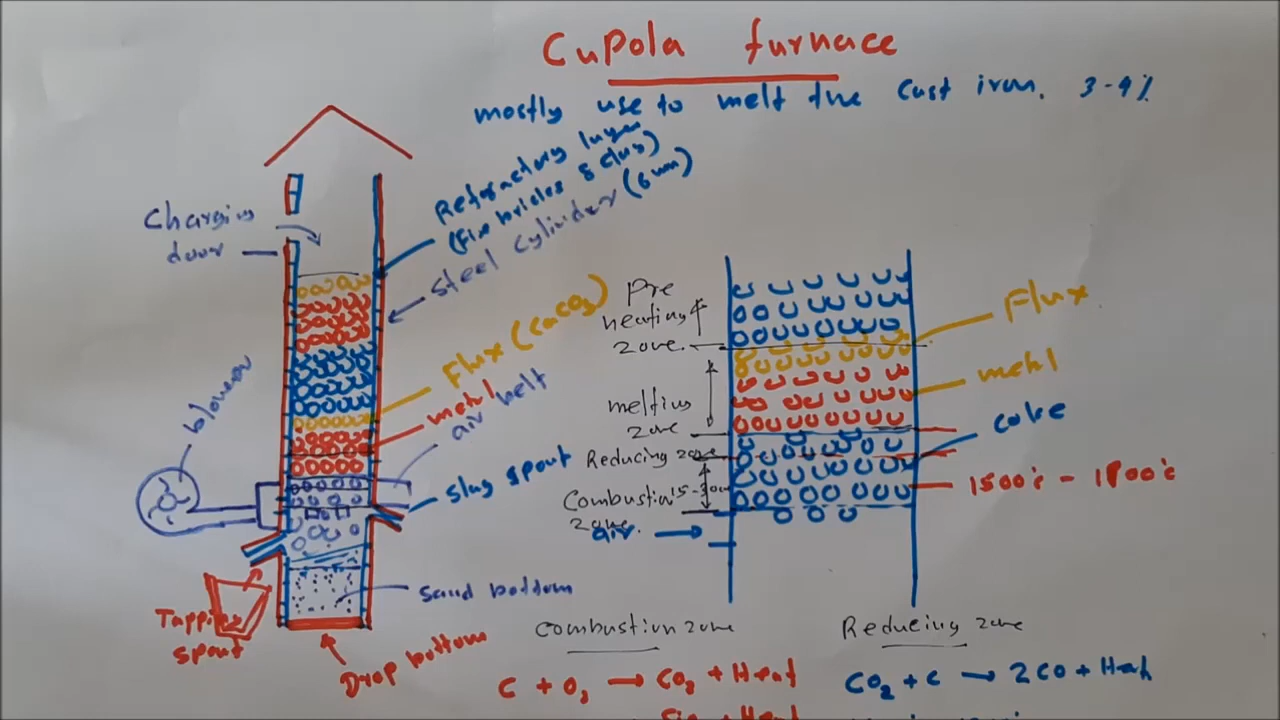 Cupola furnace
mostly use to melt the cast iron. 3-4%
Refractory layer
(Fire bricks & clay)
Steel cylinder (6mm)
Charging
door
Flux (CaCO3)
metal
air belt
blower
slag spout
Tapping
spout
sand bottom
Drop bottom
Pre
heating
zone.
melting
zone
Reducing zone
Combustion 15-30cm
zone.
air.
Flux
metal
coke
1500°c - 1800°c
Combustion zone
C + O2 → CO2 + Heat
Reducing zone
CO2 + C → 2CO + Heat